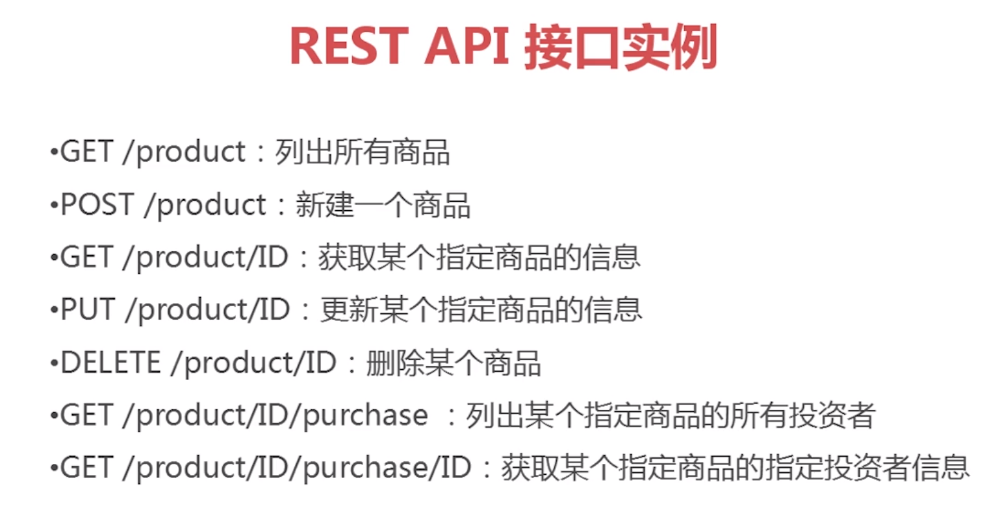 REST API 接口实例
•GET /product：列出所有商品
•POST /product：新建一个商品
•GET /product/ID：获取某个指定商品的信息
•PUT /product/ID：更新某个指定商品的信息
•DELETE /product/ID：删除某个商品
•GET /product/ID/purchase ：列出某个指定商品的所有投资者
•GET /product/ID/purchase/ID：获取某个指定商品的指定投资者信息